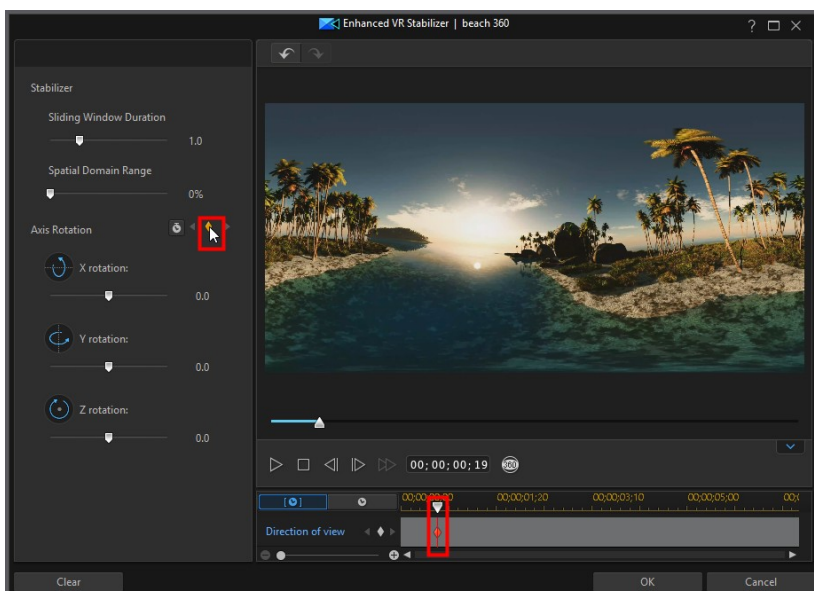 Enhanced VR Stabilizer | beach 360
Stabilizer
Sliding Window Duration
1.0
Spatial Domain Range
0%
Axis Rotation
X rotation:
0.0
Y rotation:
0.0
Z rotation:
0.0
00;00;00;19
360
00;00;01;20 00;00;03;10 00;00;05;00
Direction of view
Clear OK Cancel